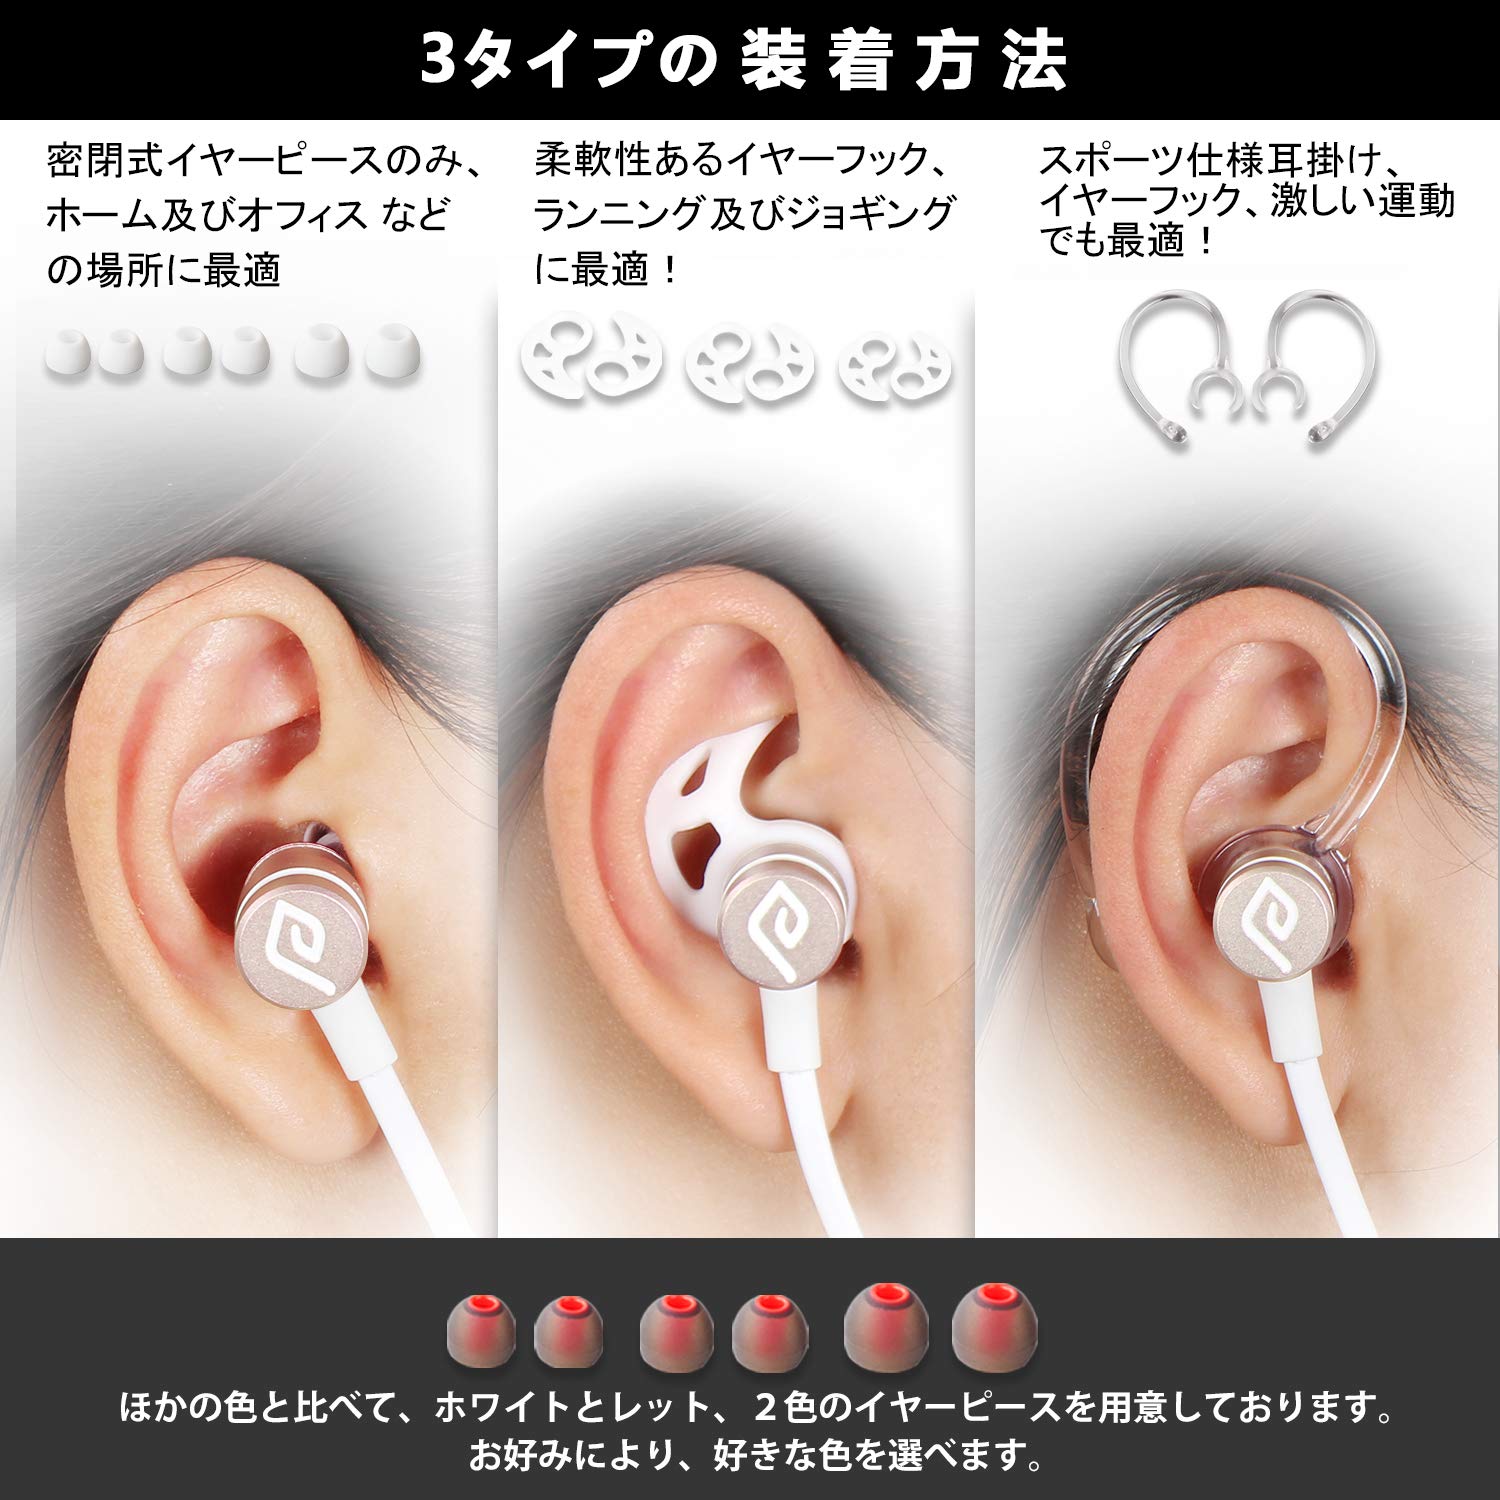 3タイプの装着方法
密閉式イヤーピースのみ、
ホーム及びオフィス など
の場所に最適
柔軟性あるイヤーフック、
ランニング及びジョギング
に最適！
スポーツ仕様耳掛け、
イヤーフック、激しい運動
でも最適！
ほかの色と比べて、ホワイトとレット、２色のイヤーピースを用意しております。
お好みにより、好きな色を選べます。